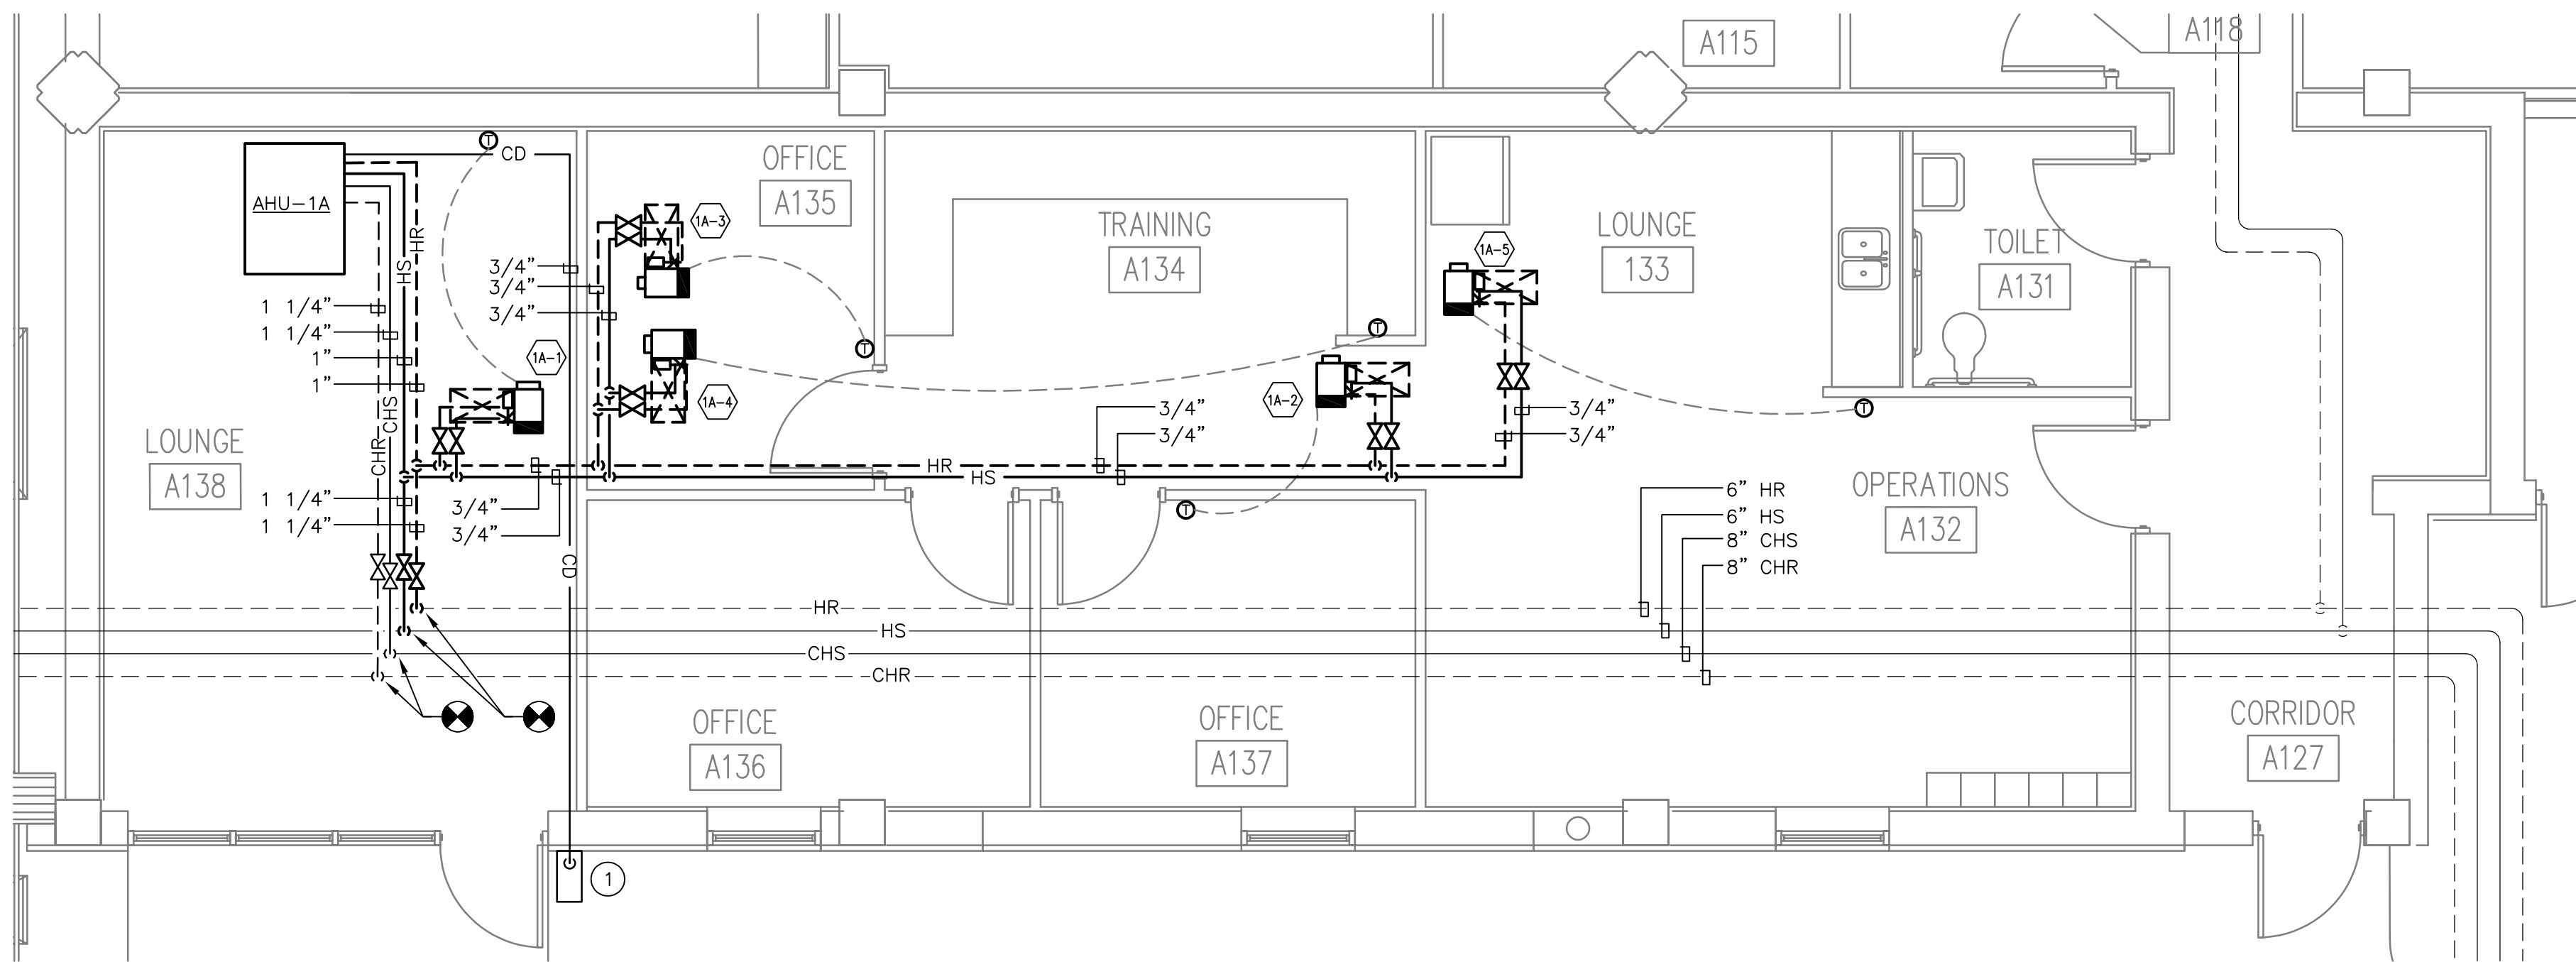 A115
A118
T
CD
OFFICE
A135
AHU-1A
1A-3
TRAINING
A134
LOUNGE
133
TOILET
A131
1A-5
HR
HS
3/4"
3/4"
3/4"
1 1/4"
1 1/4"
1"
1"
T
T
1A-1
1A-4
1A-2
CHS
CHR
T
3/4"
3/4"
3/4"
3/4"
LOUNGE
A138
HR
HS
OPERATIONS
A132
1 1/4"
1 1/4"
3/4"
3/4"
T
6" HR
6" HS
8" CHS
8" CHR
CD
HR
HS
CHS
CHR
OFFICE
A136
OFFICE
A137
CORRIDOR
A127
1